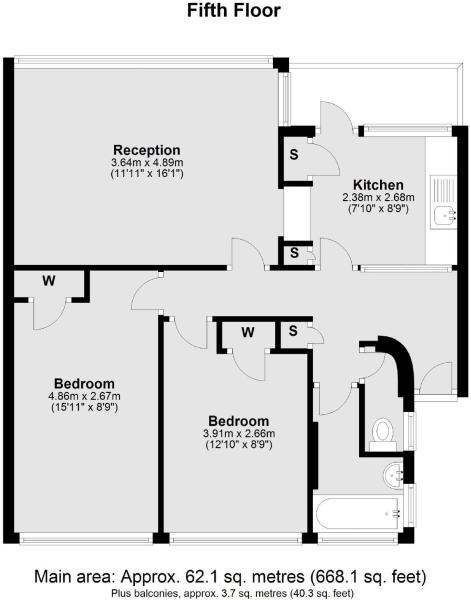 Fifth Floor
Reception
3.64m x 4.89m
(11'11" x 16'1")
S
Kitchen
2.38m x 2.68m
(7'10" x 8'9")
S
W
W
S
Bedroom
4.86m x 2.67m
(15'11" x 8'9")
Bedroom
3.91m x 2.66m
(12'10" x 8'9")
Main area: Approx. 62.1 sq. metres (668.1 sq. feet)
Plus balconies, approx. 3.7 sq. metres (40.3 sq. feet)